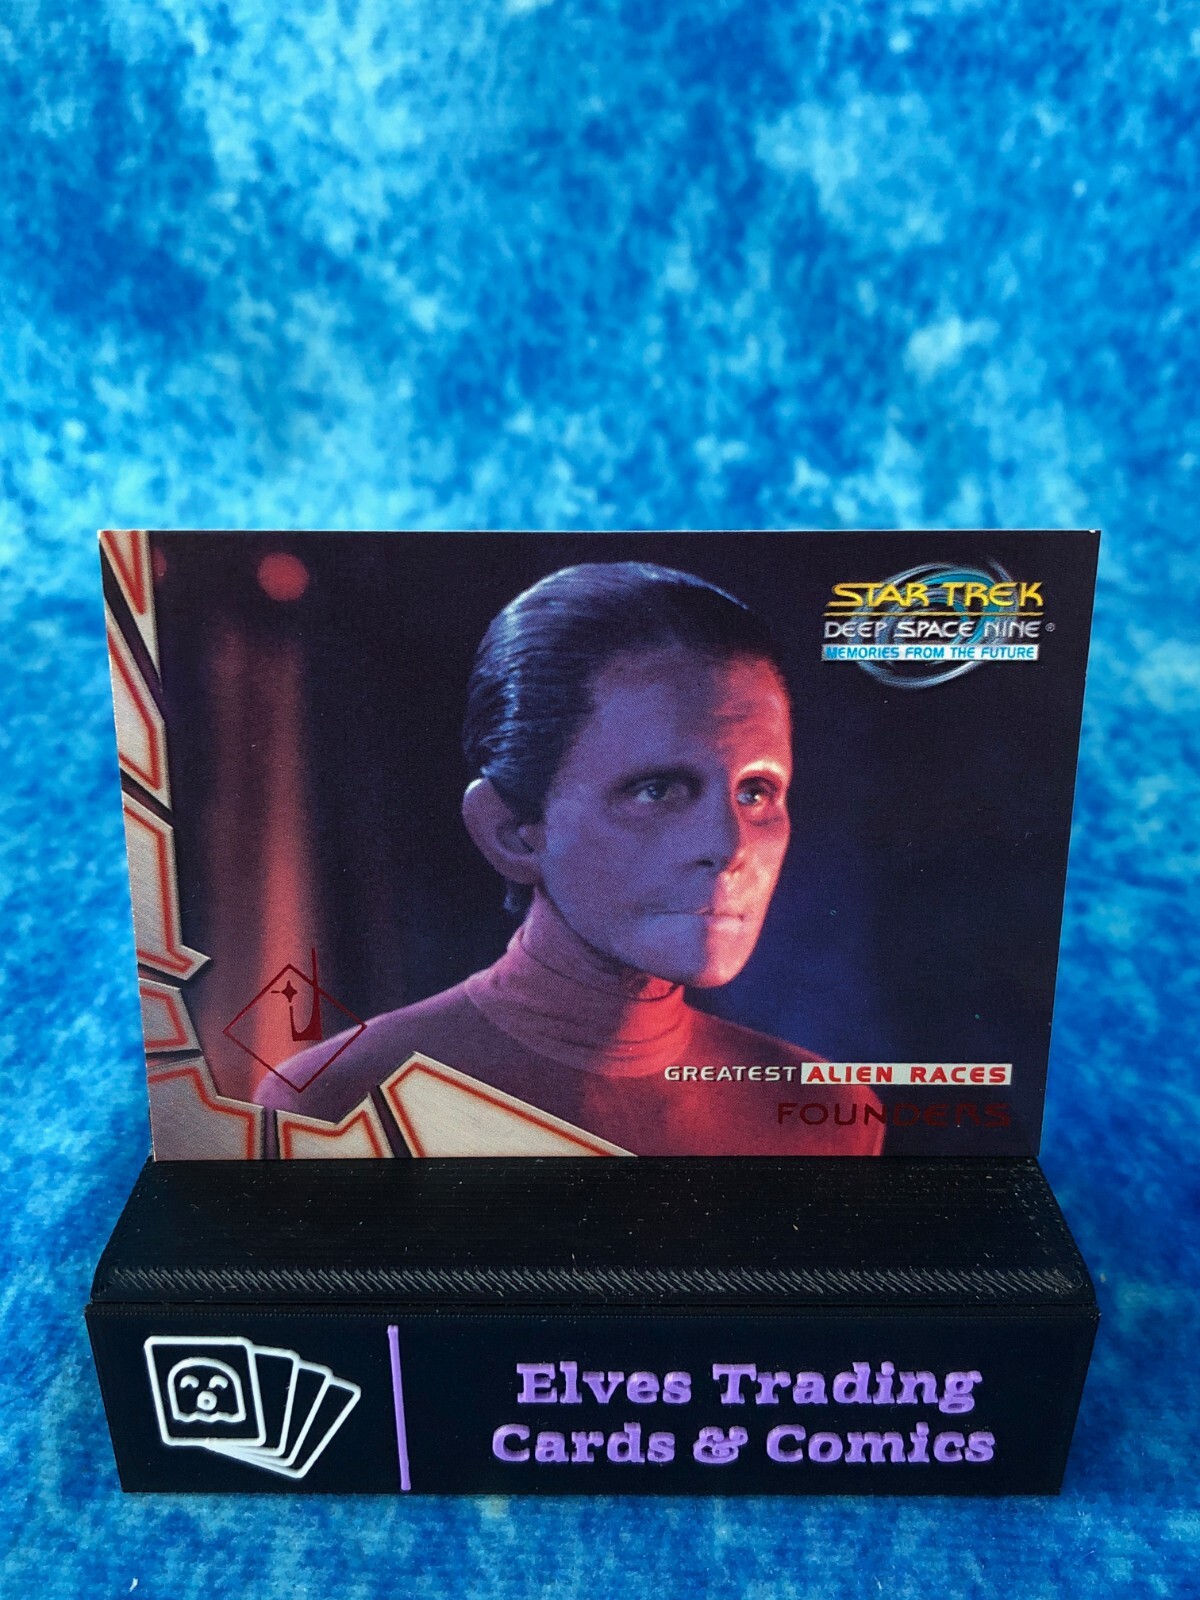 STAR TREK
DEEP SPACE NINE®
MEMORIES FROM THE FUTURE
GREATEST ALIEN RACES
FOUNDERS
Elves Trading
Cards & Comics